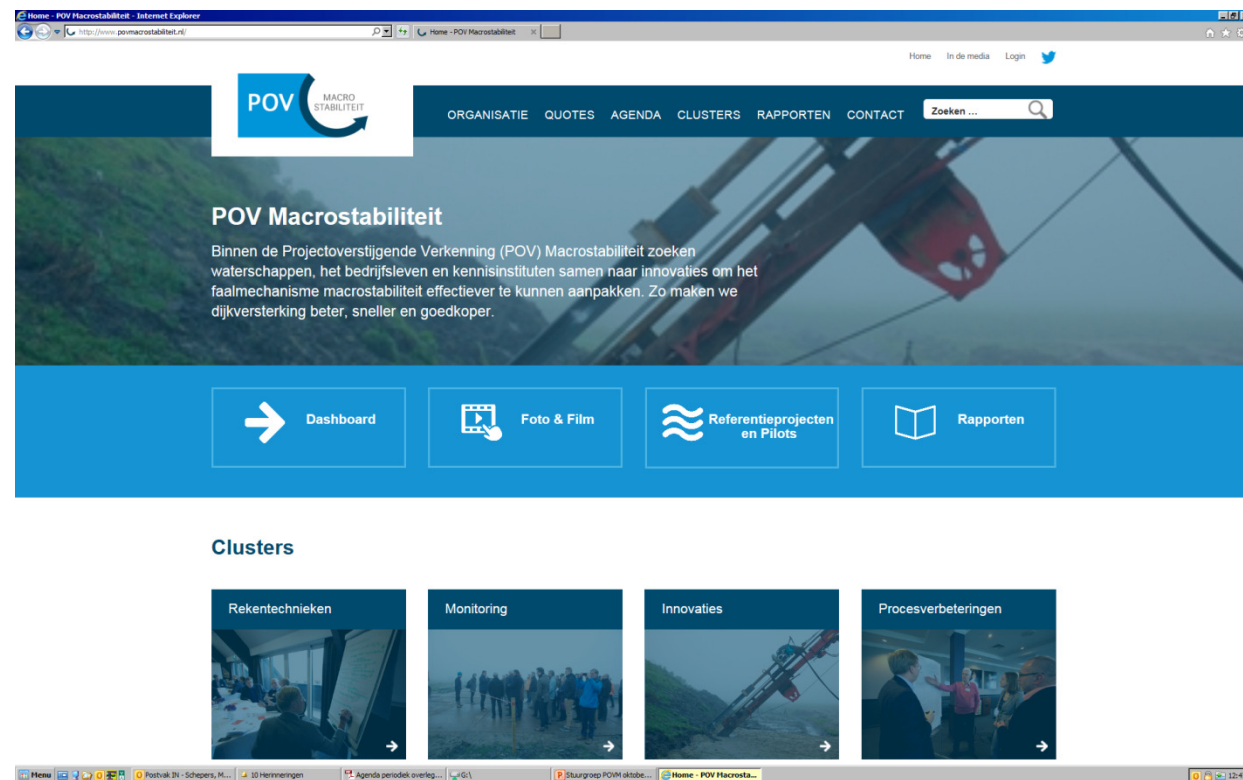 Home - POV Macrostabiliteit - Internet Explorer
http://www.povmacrostabiliteit.nl/
Home - POV Macrostabiliteit
Home In de media Login
POV MACRO STABILITEIT
ORGANISATIE QUOTES AGENDA CLUSTERS RAPPORTEN CONTACT Zoeken ...
POV Macrostabiliteit
Binnen de Projectoverstijgende Verkenning (POV) Macrostabiliteit zoeken
waterschappen, het bedrijfsleven en kennisinstituten samen naar innovaties om het
faalmechanisme macrostabiliteit effectiever te kunnen aanpakken. Zo maken we
dijkversterking beter, sneller en goedkoper.
Dashboard
Foto & Film
Referentieprojecten
en Pilots
Rapporten
Clusters
Rekentechnieken
Monitoring
Innovaties
Procesverbeteringen
Menu
Postvak IN - Schepers, M...
10 Herinneringen
Agenda periodiek overleg...
G:\
Stuurgroep POVM oktobe...
Home - POV Macrosta...